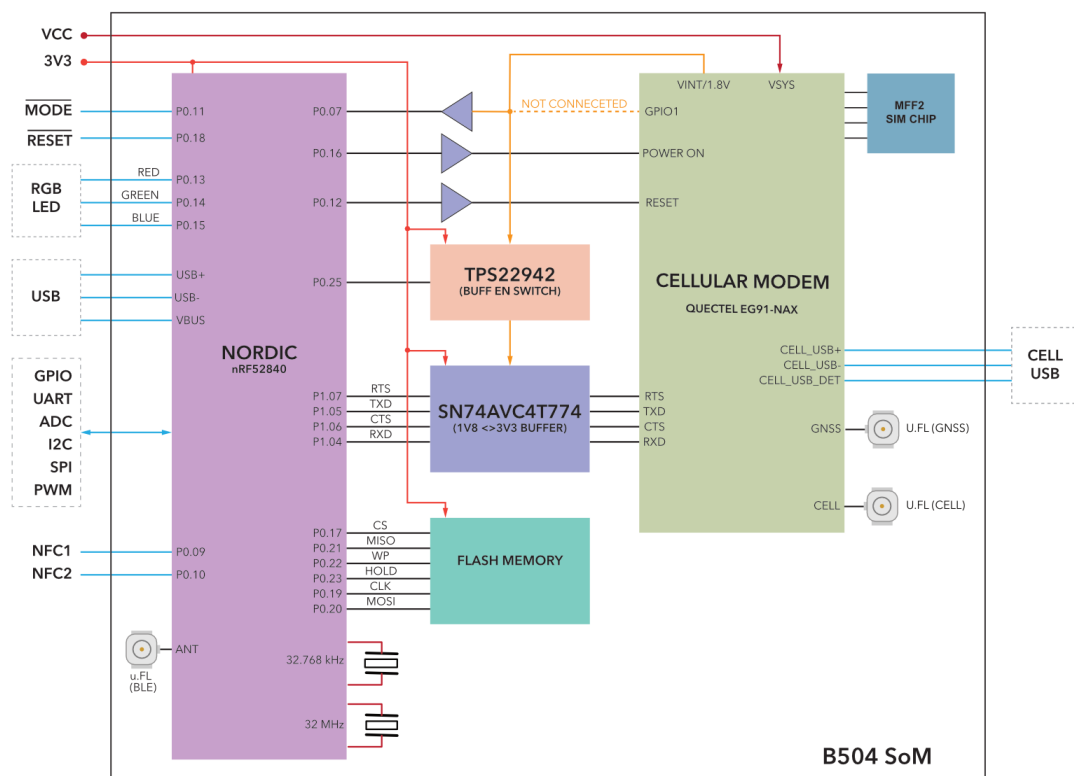 VCC
3V3
MODE
RESET
RED
RGB
LED
GREEN
BLUE
USB
GPIO
UART
ADC
I2C
SPI
PWM
NFC1
NFC2
u.FL
(BLE)
P0.11
P0.18
P0.13
P0.14
P0.15
USB+
USB-
VBUS
NORDIC
nRF52840
P0.09
P0.10
ANT
P0.07
P0.16
P0.12
P0.25
P1.07
P1.05
P1.06
P1.04
P0.17
P0.21
P0.22
P0.23
P0.19
P0.20
32.768 kHz
32 MHz
RTS
TXD
CTS
RXD
CS
MISO
WP
HOLD
CLK
MOSI
NOT CONNECETED
TPS22942
(BUFF EN SWITCH)
SN74AVC4T774
(1V8 <>3V3 BUFFER)
FLASH MEMORY
VINT/1.8V
VSYS
GPIO1
POWER ON
RESET
CELLULAR MODEM
QUECTEL EG91-NAX
CELL_USB+
CELL_USB-
CELL_USB_DET
RTS
TXD
CTS
RXD
GNSS
CELL
MFF2
SIM CHIP
CELL
USB
U.FL (GNSS)
U.FL (CELL)
B504 SoM